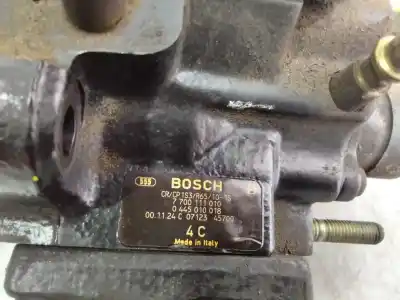 555 BOSCH
CR/CP1S3/R65/10-
7 700 111 010
0 445 010 018
00.11.24 C 07123 45700
4 C
Made in Italy